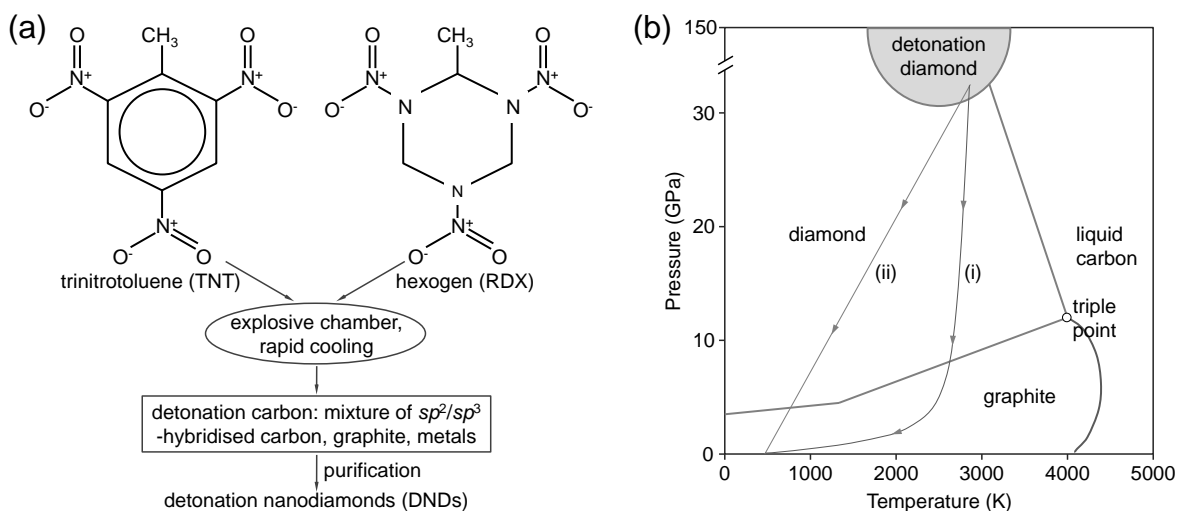 (a)
CH3
CH3
O
N+
O-
O
N+
O-
O
N+
O-
O
N+
O-
N
N
N
N+
O-
O
N+
O-
O
trinitrotoluene (TNT)
hexogen (RDX)
explosive chamber,
rapid cooling
detonation carbon: mixture of sp²/sp³
-hybridised carbon, graphite, metals
purification
detonation nanodiamonds (DNDs)
(b)
150
30
20
10
0
Pressure (GPa)
detonation
diamond
diamond
(ii)
(i)
liquid
carbon
triple
point
graphite
0
1000
2000
3000
4000
5000
Temperature (K)